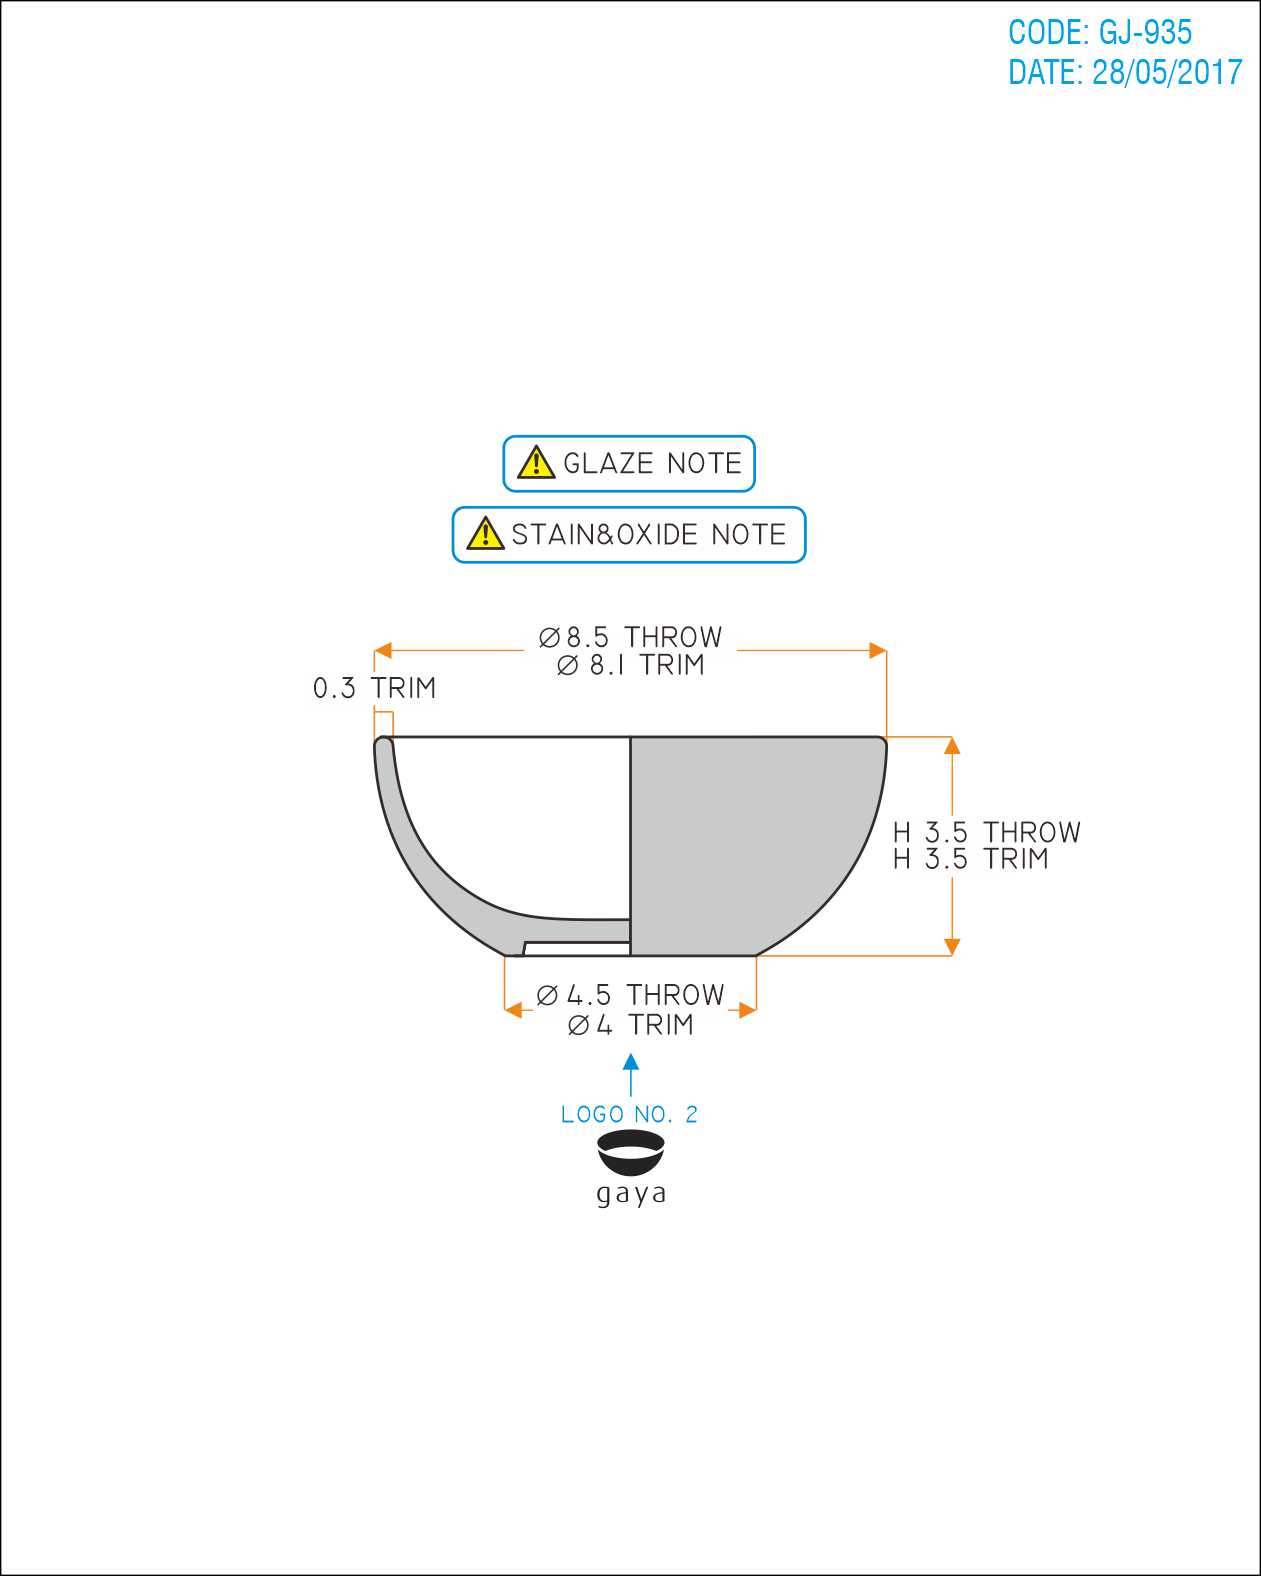 CODE: GJ-935
DATE: 28/05/2017
GLAZE NOTE
STAIN&OXIDE NOTE
Ø8.5 THROW
Ø 8.1 TRIM
0.3 TRIM
H 3.5 THROW
H 3.5 TRIM
Ø 4.5 THROW
Ø 4 TRIM
LOGO NO. 2
gaya